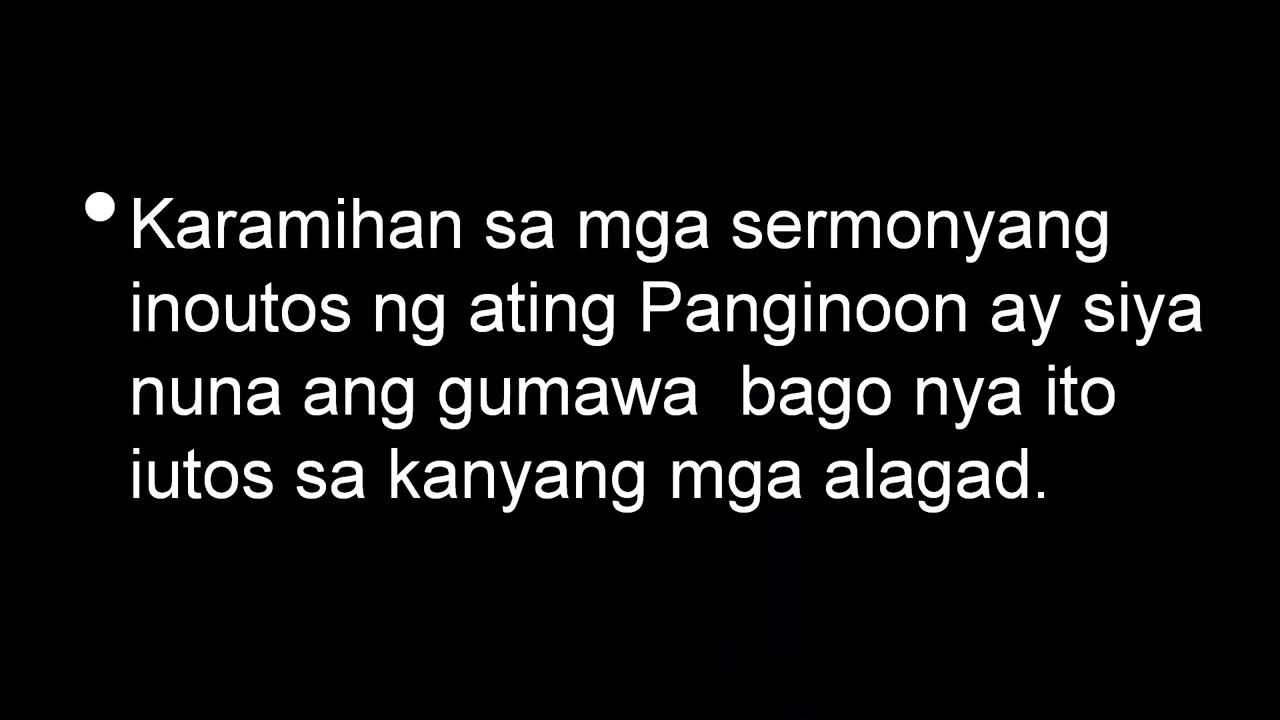 • Karamihan sa mga sermonyang
inoutos ng ating Panginoon ay siya
nuna ang gumawa  bago nya ito
iutos sa kanyang mga alagad.